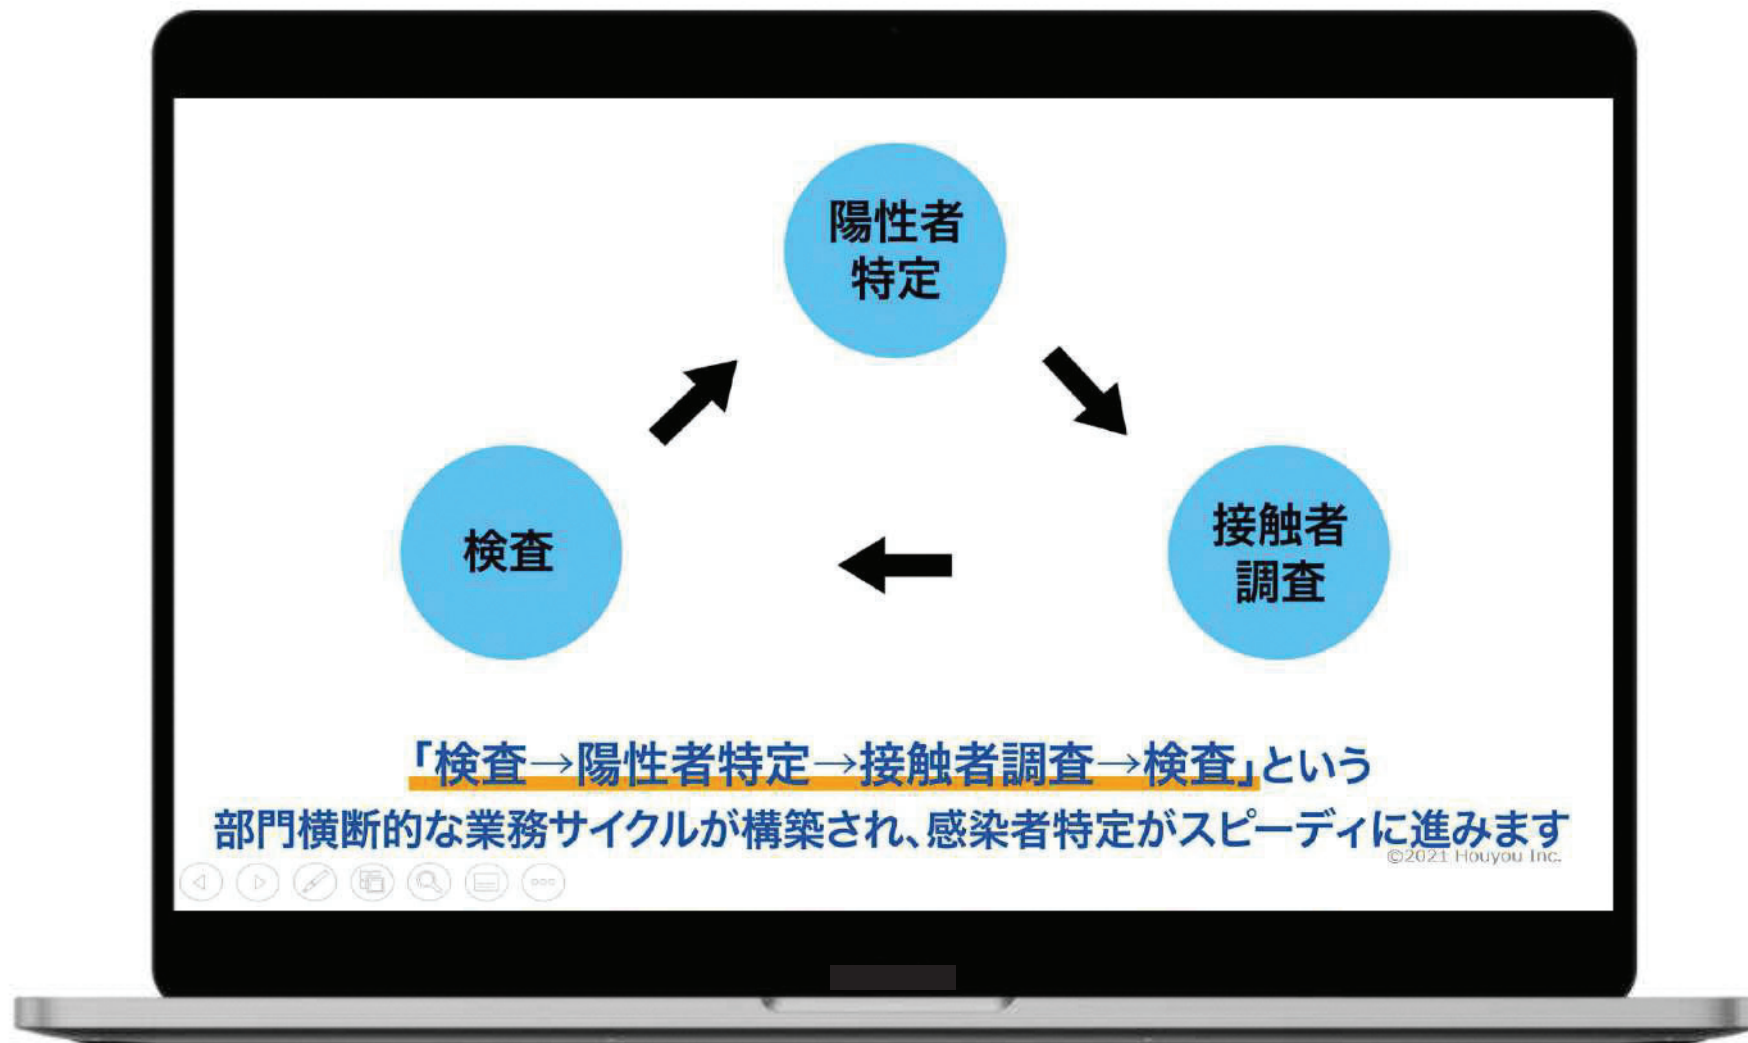 陽性者
特定
検査
接触者
調査
「検査→陽性者特定→接触者調査→検査」という
部門横断的な業務サイクルが構築され、感染者特定がスピーディに進みます
©2021 Houyou Inc.